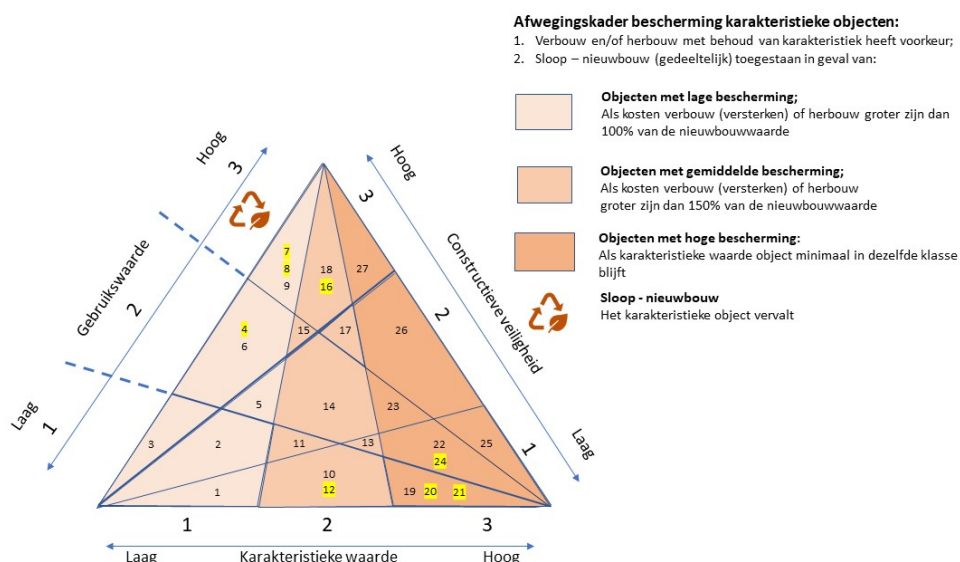 Afwegingskader bescherming karakteristieke objecten:
1. Verbouw en/of herbouw met behoud van karakteristiek heeft voorkeur;
2. Sloop – nieuwbouw (gedeeltelijk) toegestaan in geval van:
Objecten met lage bescherming;
Als kosten verbouw (versterken) of herbouw groter zijn dan
100% van de nieuwbouwwaarde
Objecten met gemiddelde bescherming;
Als kosten verbouw (versterken) of herbouw
groter zijn dan 150% van de nieuwbouwwaarde
Objecten met hoge bescherming:
Als karakteristieke waarde object minimaal in dezelfde klasse
blijft
Sloop - nieuwbouw
Het karakteristieke object vervalt
Hoog
3
Gebruikswaarde
2
Laag
1
Hoog
3
Constructieve veiligheid
2
Laag
1
7
8
9
18
16
27
4
6
15
17
26
5
14
23
3
2
11
13
22
24
25
1
10
12
19
20
21
1
2
3
Laag
Karakteristieke waarde
Hoog